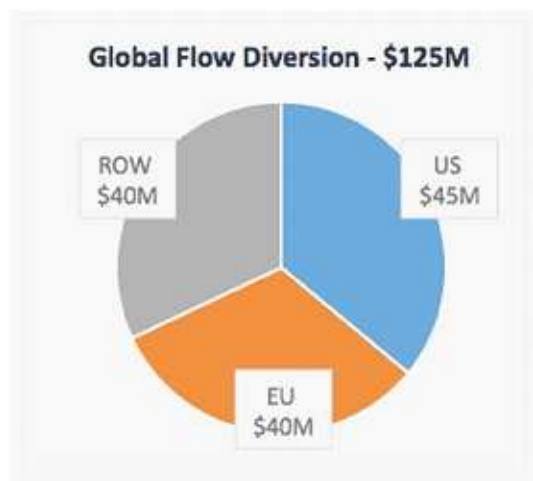 Global Flow Diversion - $125M
ROW
$40M
US
$45M
EU
$40M